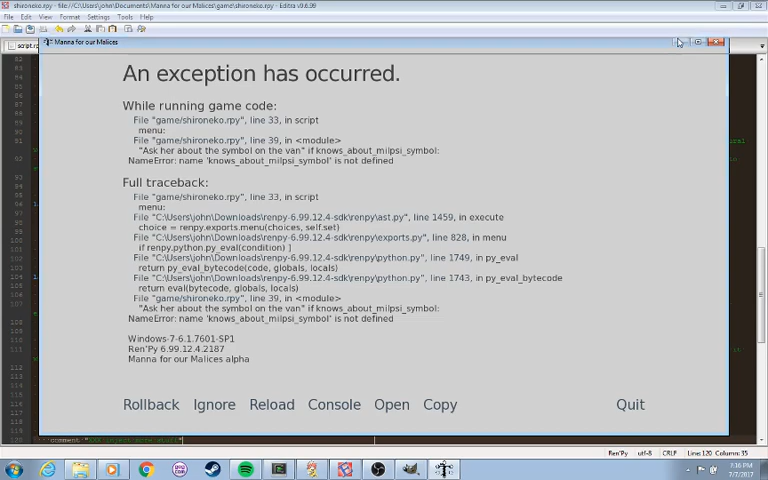 shironeko.rpy - file://C:\Users\john\Documents\Manna for our Malices\game\shironeko.rpy - Editra v0.6.99
File Edit View Format Settings Tools Help
script.rp
Manna for our Malices
An exception has occurred.
While running game code:
File "game/shironeko.rpy", line 33, in script
menu:
File "game/shironeko.rpy", line 39, in <module>
"Ask her about the symbol on the van" if knows_about_milpsi_symbol:
NameError: name 'knows_about_milpsi_symbol' is not defined
Full traceback:
File "game/shironeko.rpy", line 33, in script
menu:
File "C:\Users\john\Downloads\renpy-6.99.12.4-sdk\renpy\ast.py", line 1459, in execute
choice = renpy.exports.menu(choices, self.set)
File "C:\Users\john\Downloads\renpy-6.99.12.4-sdk\renpy\exports.py", line 828, in menu
if renpy.python.py_eval(condition) ]
File "C:\Users\john\Downloads\renpy-6.99.12.4-sdk\renpy\python.py", line 1749, in py_eval
return py_eval_bytecode(code, globals, locals)
File "C:\Users\john\Downloads\renpy-6.99.12.4-sdk\renpy\python.py", line 1743, in py_eval_bytecode
return eval(bytecode, globals, locals)
File "game/shironeko.rpy", line 39, in <module>
"Ask her about the symbol on the van" if knows_about_milpsi_symbol:
NameError: name 'knows_about_milpsi_symbol' is not defined
Windows-7-6.1.7601-SP1
Ren'Py 6.99.12.4.2187
Manna for our Malices alpha
Rollback Ignore Reload Console Open Copy Quit
Ren'Py utf-8 CRLF Line:120 Column:35
7/7/2017